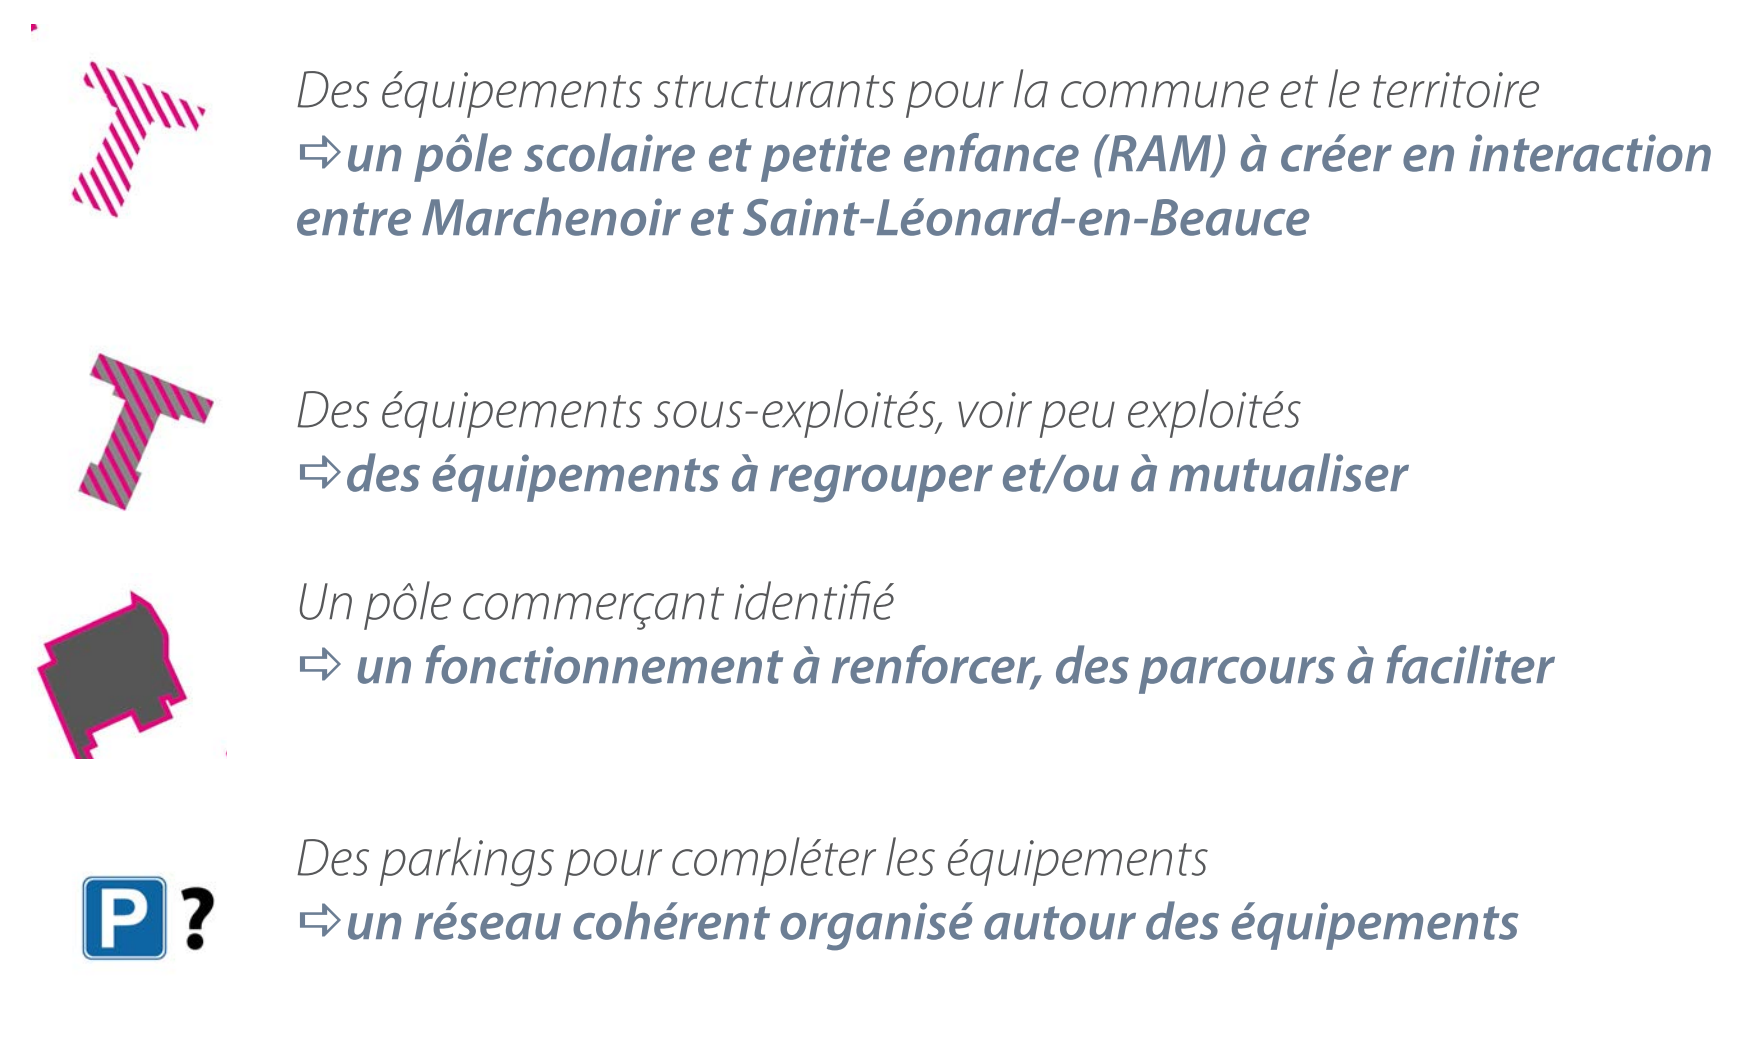 Des équipements structurants pour la commune et le territoire
⇨un pôle scolaire et petite enfance (RAM) à créer en interaction
entre Marchenoir et Saint-Léonard-en-Beauce
Des équipements sous-exploités, voir peu exploités
⇨des équipements à regrouper et/ou à mutualiser
Un pôle commerçant identifié
⇨ un fonctionnement à renforcer, des parcours à faciliter
Des parkings pour compléter les équipements
P ?
⇨un réseau cohérent organisé autour des équipements